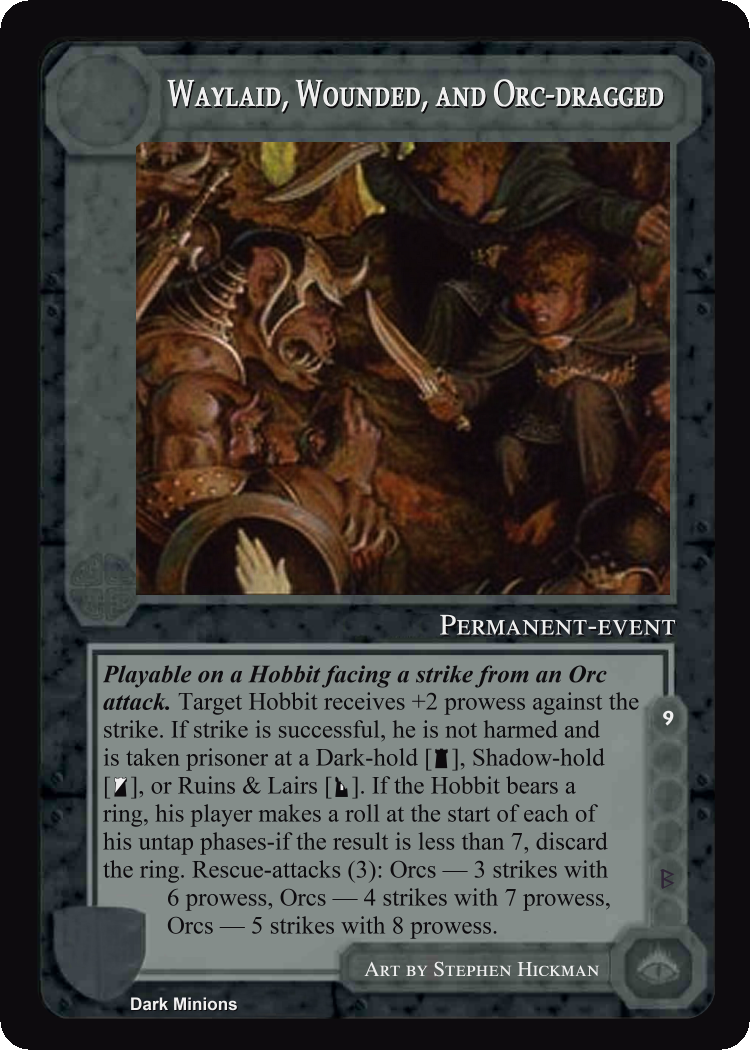 Waylaid, Wounded, and Orc-dragged
Permanent-event
Playable on a Hobbit facing a strike from an Orc
attack. Target Hobbit receives +2 prowess against the
strike. If strike is successful, he is not harmed and
is taken prisoner at a Dark-hold [], Shadow-hold
[], or Ruins & Lairs []. If the Hobbit bears a
ring, his player makes a roll at the start of each of
his untap phases-if the result is less than 7, discard
the ring. Rescue-attacks (3): Orcs — 3 strikes with
6 prowess, Orcs — 4 strikes with 7 prowess,
Orcs — 5 strikes with 8 prowess.
9
ᛒ
Art by Stephen Hickman
Dark Minions